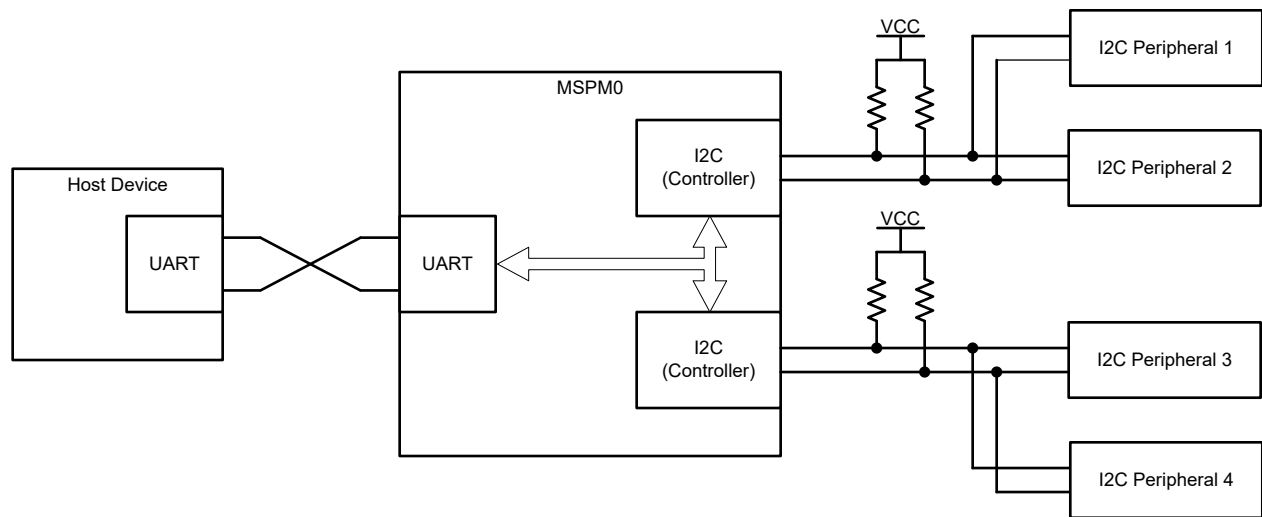 VCC
I2C Peripheral 1
MSPM0
I2C
(Controller)
I2C Peripheral 2
Host Device
UART
UART
VCC
I2C
(Controller)
I2C Peripheral 3
I2C Peripheral 4